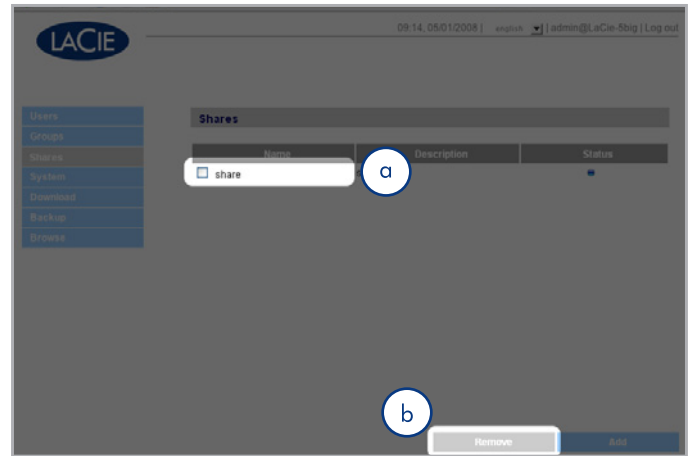 LACIE
09:14, 05/01/2008 | english | admin@LaCie-5big | Log out
Users
Groups
Shares
System
Download
Backup
Browse
Shares
Name Description Status
share
a
b
Remove Add